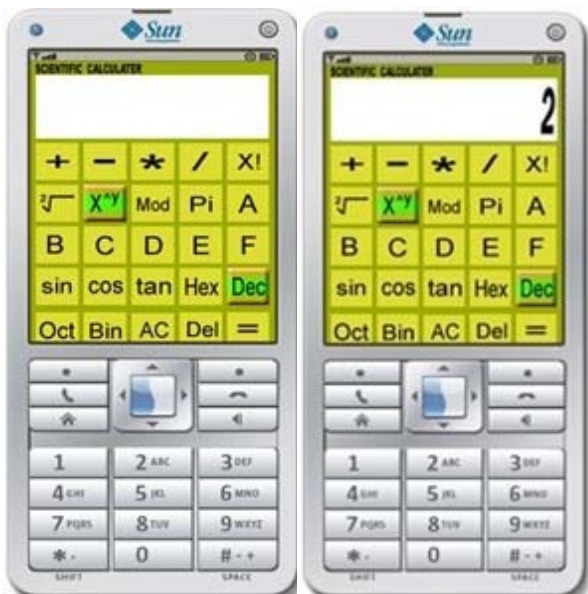 Sun
SCIENTIFIC CALCULATER
+ - * / X!
2√ X^y Mod Pi A
B C D E F
sin cos tan Hex Dec
Oct Bin AC Del =
1 2 ABC 3 DEF
4 GHI 5 JKL 6 MNO
7 PQRS 8 TUV 9 WXYZ
* . 0 # - +
SHIFT SPACE
Sun
SCIENTIFIC CALCULATER
2
+ - * / X!
2√ X^y Mod Pi A
B C D E F
sin cos tan Hex Dec
Oct Bin AC Del =
1 2 ABC 3 DEF
4 GHI 5 JKL 6 MNO
7 PQRS 8 TUV 9 WXYZ
* . 0 # - +
SHIFT SPACE